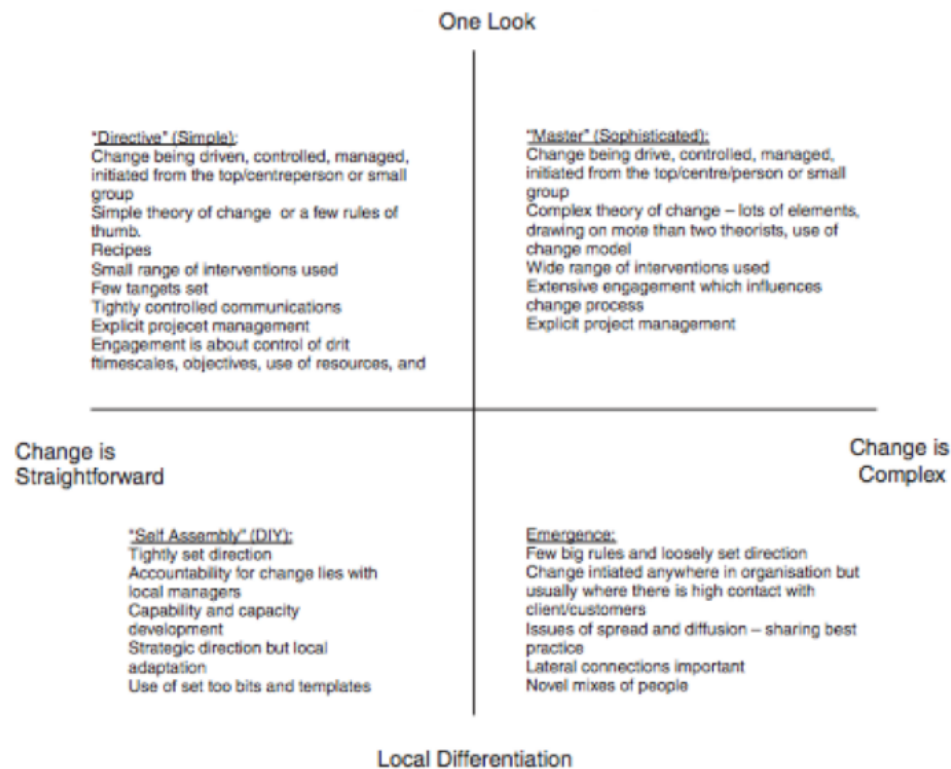 One Look
"Directive" (Simple):
Change being driven, controlled, managed,
initiated from the top/centreperson or small
group
Simple theory of change or a few rules of
thumb.
Recipes
Small range of interventions used
Few tangets set
Tightly controlled communications
Explicit projecet management
Engagement is about control of drit
ftimescales, objectives, use of resources, and
"Master" (Sophisticated):
Change being drive, controlled, managed,
initiated from the top/centre/person or small
group
Complex theory of change – lots of elements,
drawing on mote than two theorists, use of
change model
Wide range of interventions used
Extensive engagement which influences
change process
Explicit project management
Change is
Straightforward
Change is
Complex
"Self Assembly" (DIY):
Tightly set direction
Accountability for change lies with
local managers
Capability and capacity
development
Strategic direction but local
adaptation
Use of set too bits and templates
Emergence:
Few big rules and loosely set direction
Change intiated anywhere in organisation but
usually where there is high contact with
client/customers
Issues of spread and diffusion – sharing best
practice
Lateral connections important
Novel mixes of people
Local Differentiation